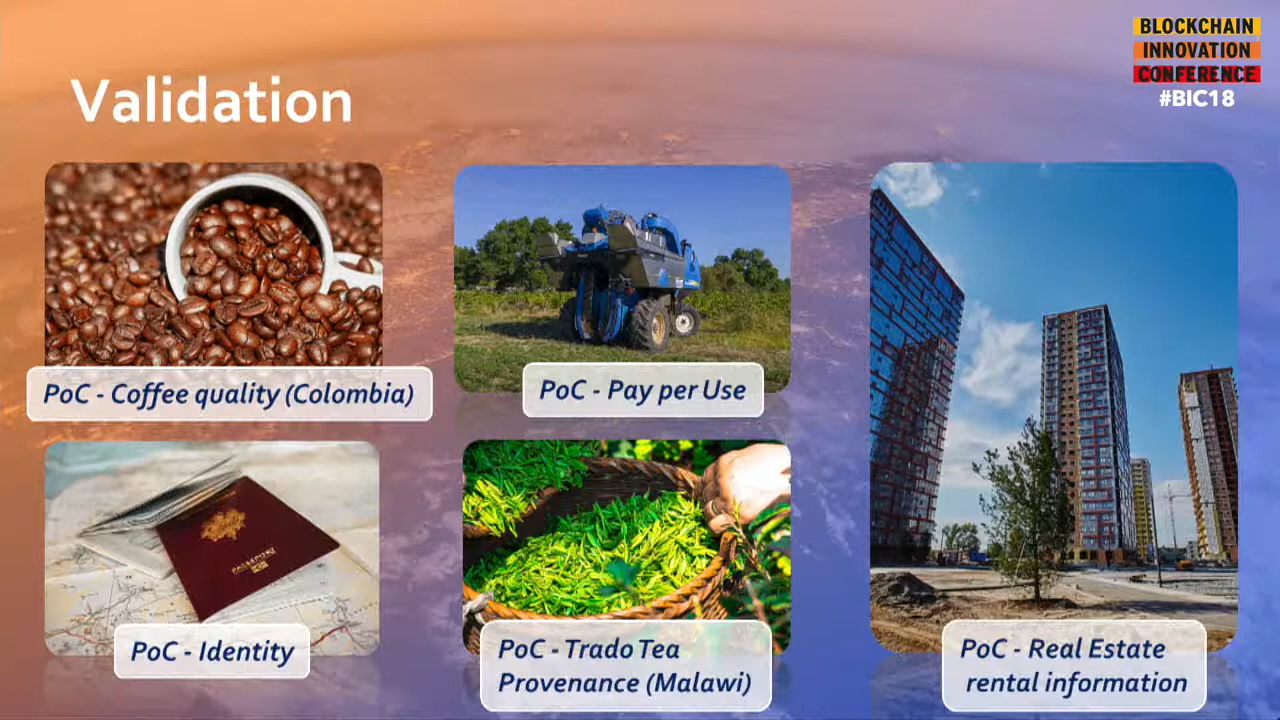 BLOCKCHAIN
INNOVATION
CONFERENCE
#BIC18
Validation
PoC - Coffee quality (Colombia)
PoC - Pay per Use
PoC - Identity
PoC - Trado Tea
Provenance (Malawi)
PoC - Real Estate
rental information